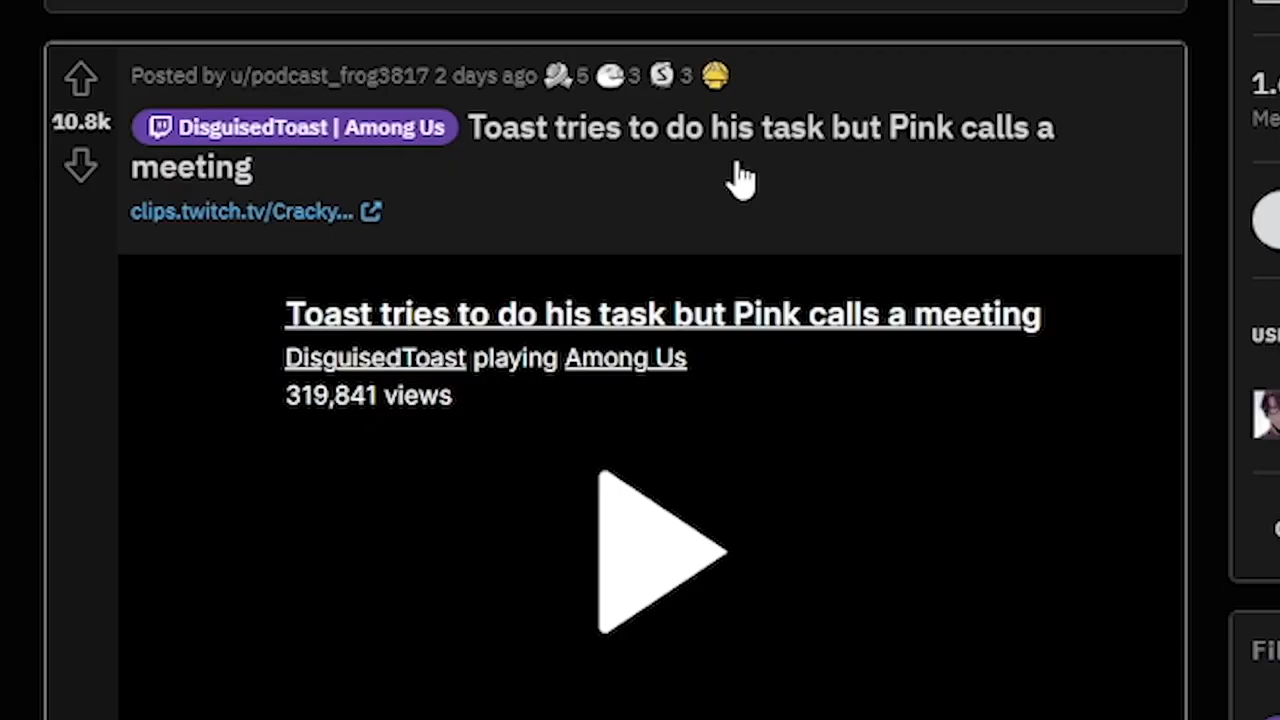 Posted by u/podcast_frog3817 2 days ago 5 3 3
10.8k
DisguisedToast | Among Us Toast tries to do his task but Pink calls a
meeting
clips.twitch.tv/Cracky...
Toast tries to do his task but Pink calls a meeting
DisguisedToast playing Among Us
319,841 views